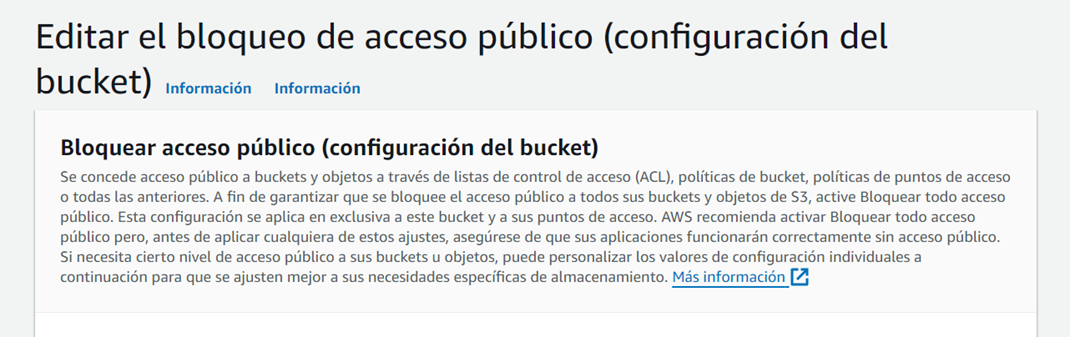 Editar el bloqueo de acceso público (configuración del
bucket) Información Información
Bloquear acceso público (configuración del bucket)
Se concede acceso público a buckets y objetos a través de listas de control de acceso (ACL), políticas de bucket, políticas de puntos de acceso
o todas las anteriores. A fin de garantizar que se bloquee el acceso público a todos sus buckets y objetos de S3, active Bloquear todo acceso
público. Esta configuración se aplica en exclusiva a este bucket y a sus puntos de acceso. AWS recomienda activar Bloquear todo acceso
público pero, antes de aplicar cualquiera de estos ajustes, asegúrese de que sus aplicaciones funcionarán correctamente sin acceso público.
Si necesita cierto nivel de acceso público a sus buckets u objetos, puede personalizar los valores de configuración individuales a
continuación para que se ajusten mejor a sus necesidades específicas de almacenamiento. Más información